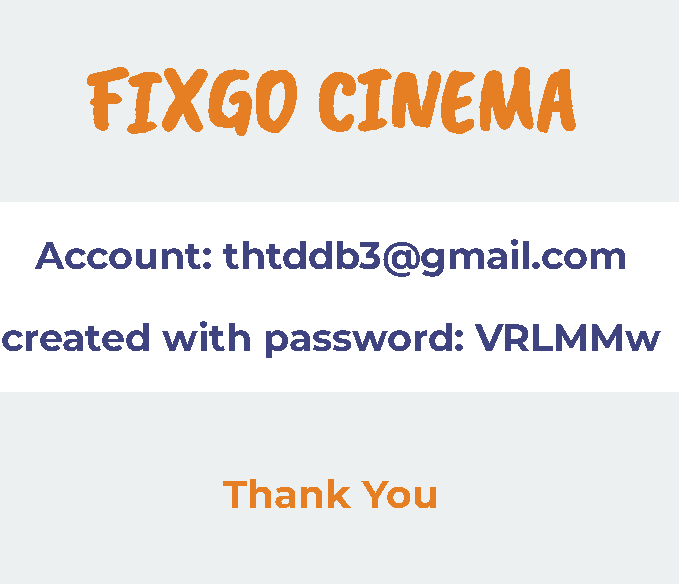 FIXGO CINEMA
Account: thtddb3@gmail.com
created with password: VRLMMw
Thank You